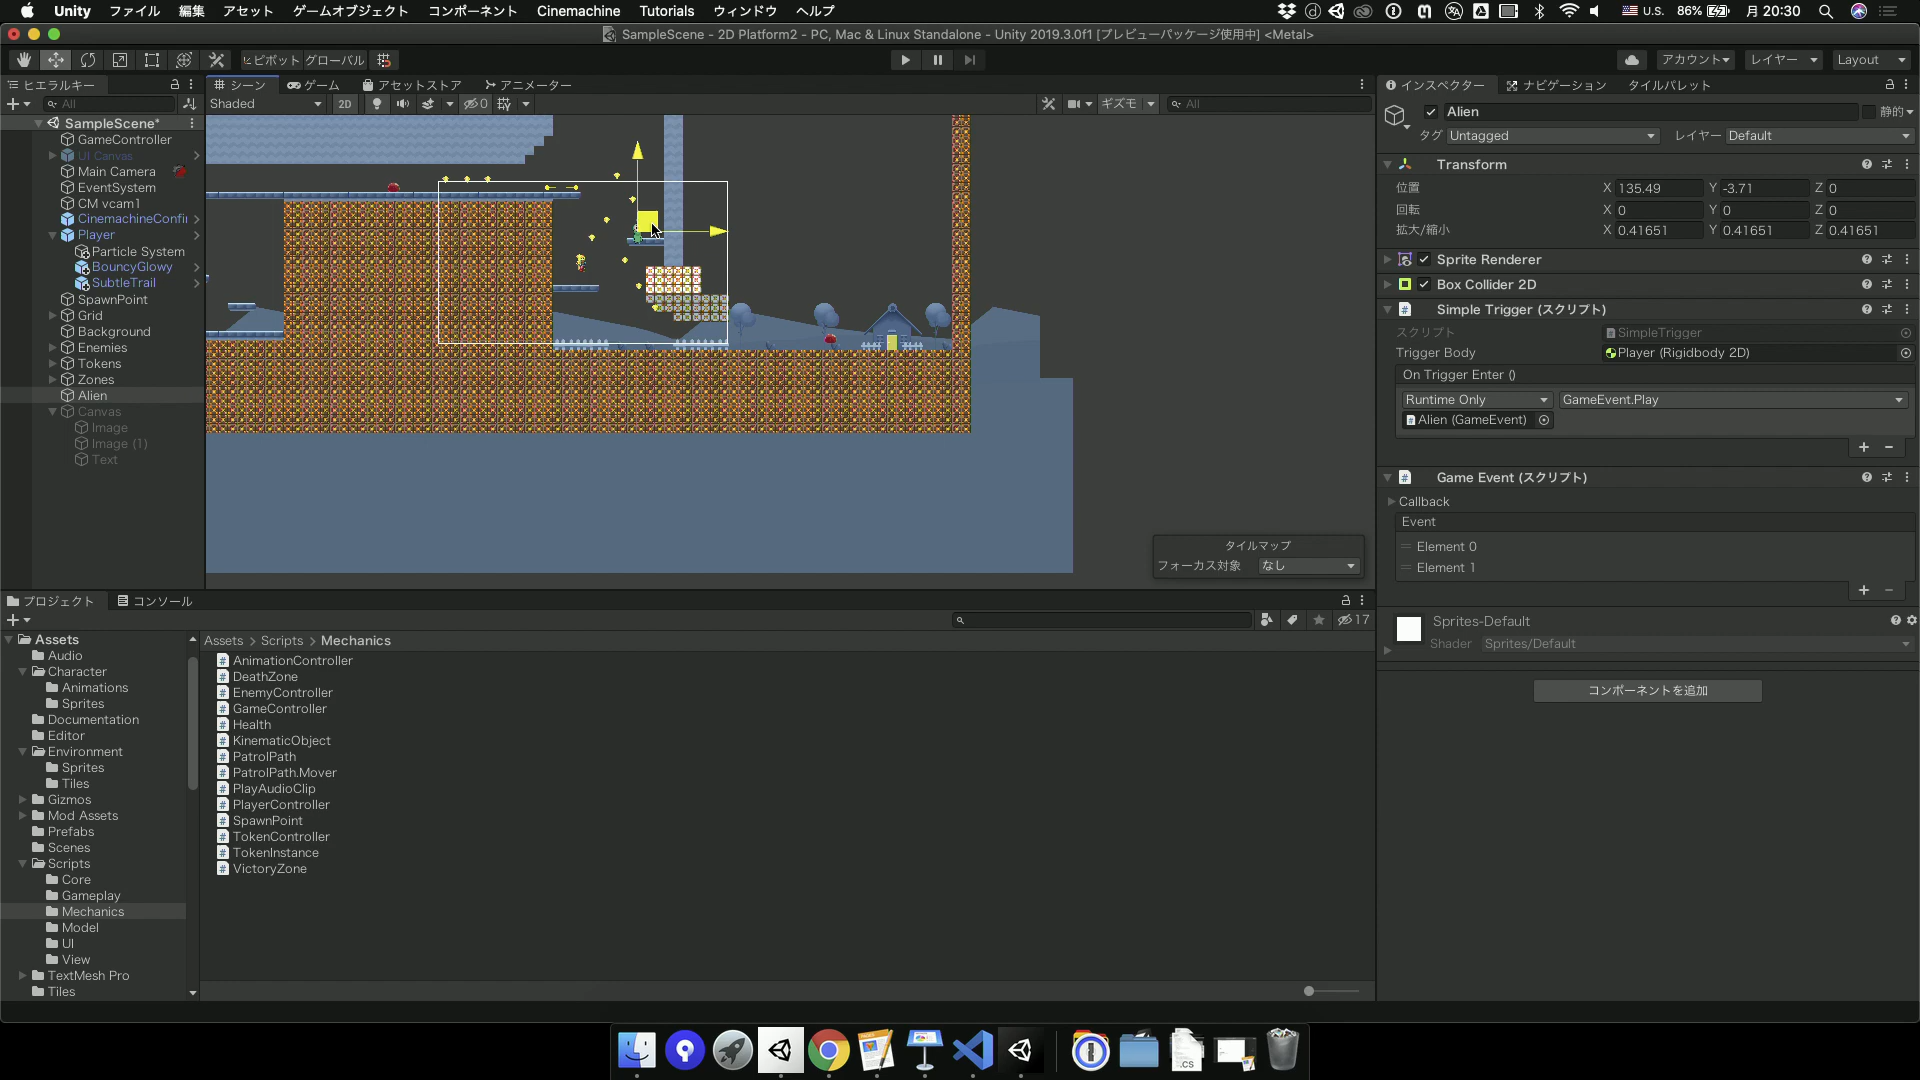 Unity ファイル 編集 アセット ゲームオブジェクト コンポーネント Cinemachine Tutorials ウィンドウ ヘルプ U.S. 86% 月 20:30
SampleScene - 2D Platform2 - PC, Mac & Linux Standalone - Unity 2019.3.0f1 [プレビューパッケージ使用中] <Metal>
ピボット グローバル アカウント レイヤー Layout
ヒエラルキー
All
SampleScene*
GameController
UI Canvas
Main Camera
EventSystem
CM vcam1
CinemachineConfir
Player
Particle System
BouncyGlowy
SubtleTrail
SpawnPoint
Grid
Background
Enemies
Tokens
Zones
Alien
Canvas
Image
Image (1)
Text
シーン ゲーム アセットストア アニメーター
Shaded 2D 0 ギズモ All
タイルマップ
フォーカス対象 なし
インスペクター ナビゲーション タイルパレット
Alien 静的
タグ Untagged レイヤー Default
Transform
位置 X 135.49 Y -3.71 Z 0
回転 X 0 Y 0 Z 0
拡大/縮小 X 0.41651 Y 0.41651 Z 0.41651
Sprite Renderer
Box Collider 2D
Simple Trigger (スクリプト)
スクリプト SimpleTrigger
Trigger Body Player (Rigidbody 2D)
On Trigger Enter ()
Runtime Only GameEvent.Play
Alien (GameEvent)
Game Event (スクリプト)
Callback
Event
Element 0
Element 1
Sprites-Default
Shader Sprites/Default
コンポーネントを追加
プロジェクト コンソール
17
Assets
Audio
Character
Animations
Sprites
Documentation
Editor
Environment
Sprites
Tiles
Gizmos
Mod Assets
Prefabs
Scenes
Scripts
Core
Gameplay
Mechanics
Model
UI
View
TextMesh Pro
Tiles
Assets > Scripts > Mechanics
AnimationController
DeathZone
EnemyController
GameController
Health
KinematicObject
PatrolPath
PatrolPath.Mover
PlayAudioClip
PlayerController
SpawnPoint
TokenController
TokenInstance
VictoryZone
.CS